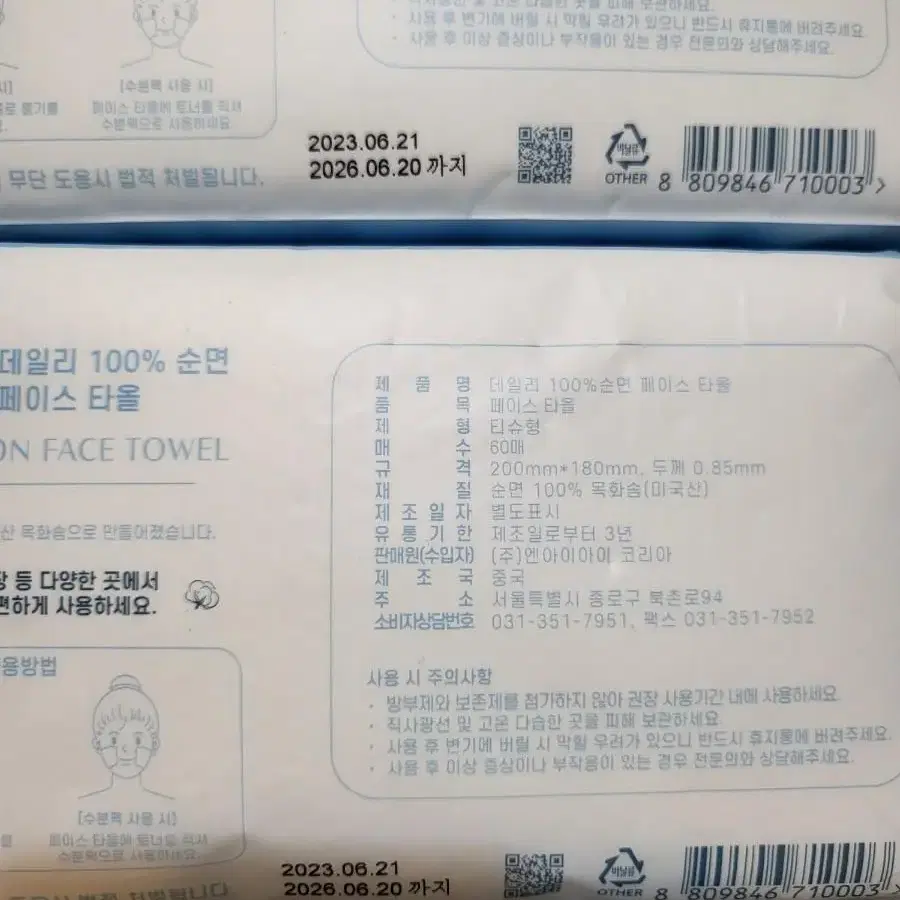 사용 후 변기에 버릴 시 막힐 우려가 있으니 반드시 휴지통에 버려주세요.
사용 후 이상 증상이나 부작용이 있는 경우 전문의와 상담해주세요.
[수분팩 사용 시]
페이스 타올에 토너를 적셔
수분팩으로 사용하세요.
무단 도용시 법적 처벌됩니다.
2023.06.21
2026.06.20 까지
비닐류
OTHER
8 809846 710003 >
데일리 100% 순면
페이스 타올
ON FACE TOWEL
산 목화솜으로 만들어졌습니다.
장 등 다양한 곳에서
편하게 사용하세요.
용방법
[수분팩 사용 시]
페이스 타올에 토너를 적셔
수분팩으로 사용하세요.
제 품 명 데일리 100%순면 페이스 타올
품 목 페이스 타올
제 형 티슈형
매 수 60매
규 격 200mm*180mm, 두께 0.85mm
재 질 순면 100% 목화솜(미국산)
제 조 일 자 별도표시
유 통 기 한 제조일로부터 3년
판매원(수입자) (주)엔아이아이 코리아
제 조 국 중국
주 소 서울특별시 종로구 북촌로94
소비자상담번호 031-351-7951, 팩스 031-351-7952
사용 시 주의사항
· 방부제와 보존제를 첨가하지 않아 권장 사용기간 내에 사용하세요.
· 직사광선 및 고온 다습한 곳을 피해 보관하세요.
· 사용 후 변기에 버릴 시 막힐 우려가 있으니 반드시 휴지통에 버려주세요.
· 사용 후 이상 증상이나 부작용이 있는 경우 전문의와 상담해주세요.
2023.06.21
2026.06.20 까지
비닐류
OTHER
8 809846 710003 >